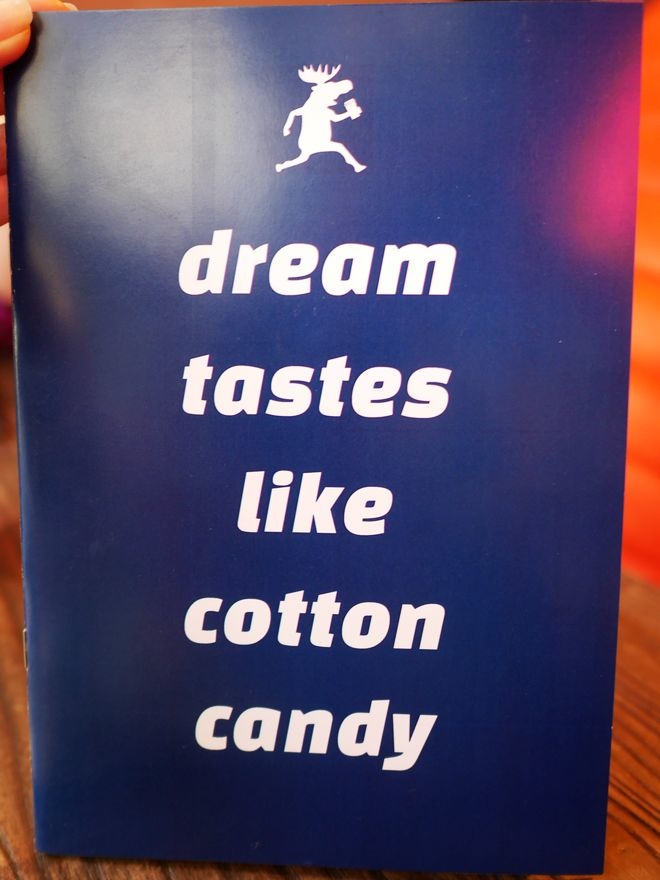 dream
tastes
like
cotton
candy